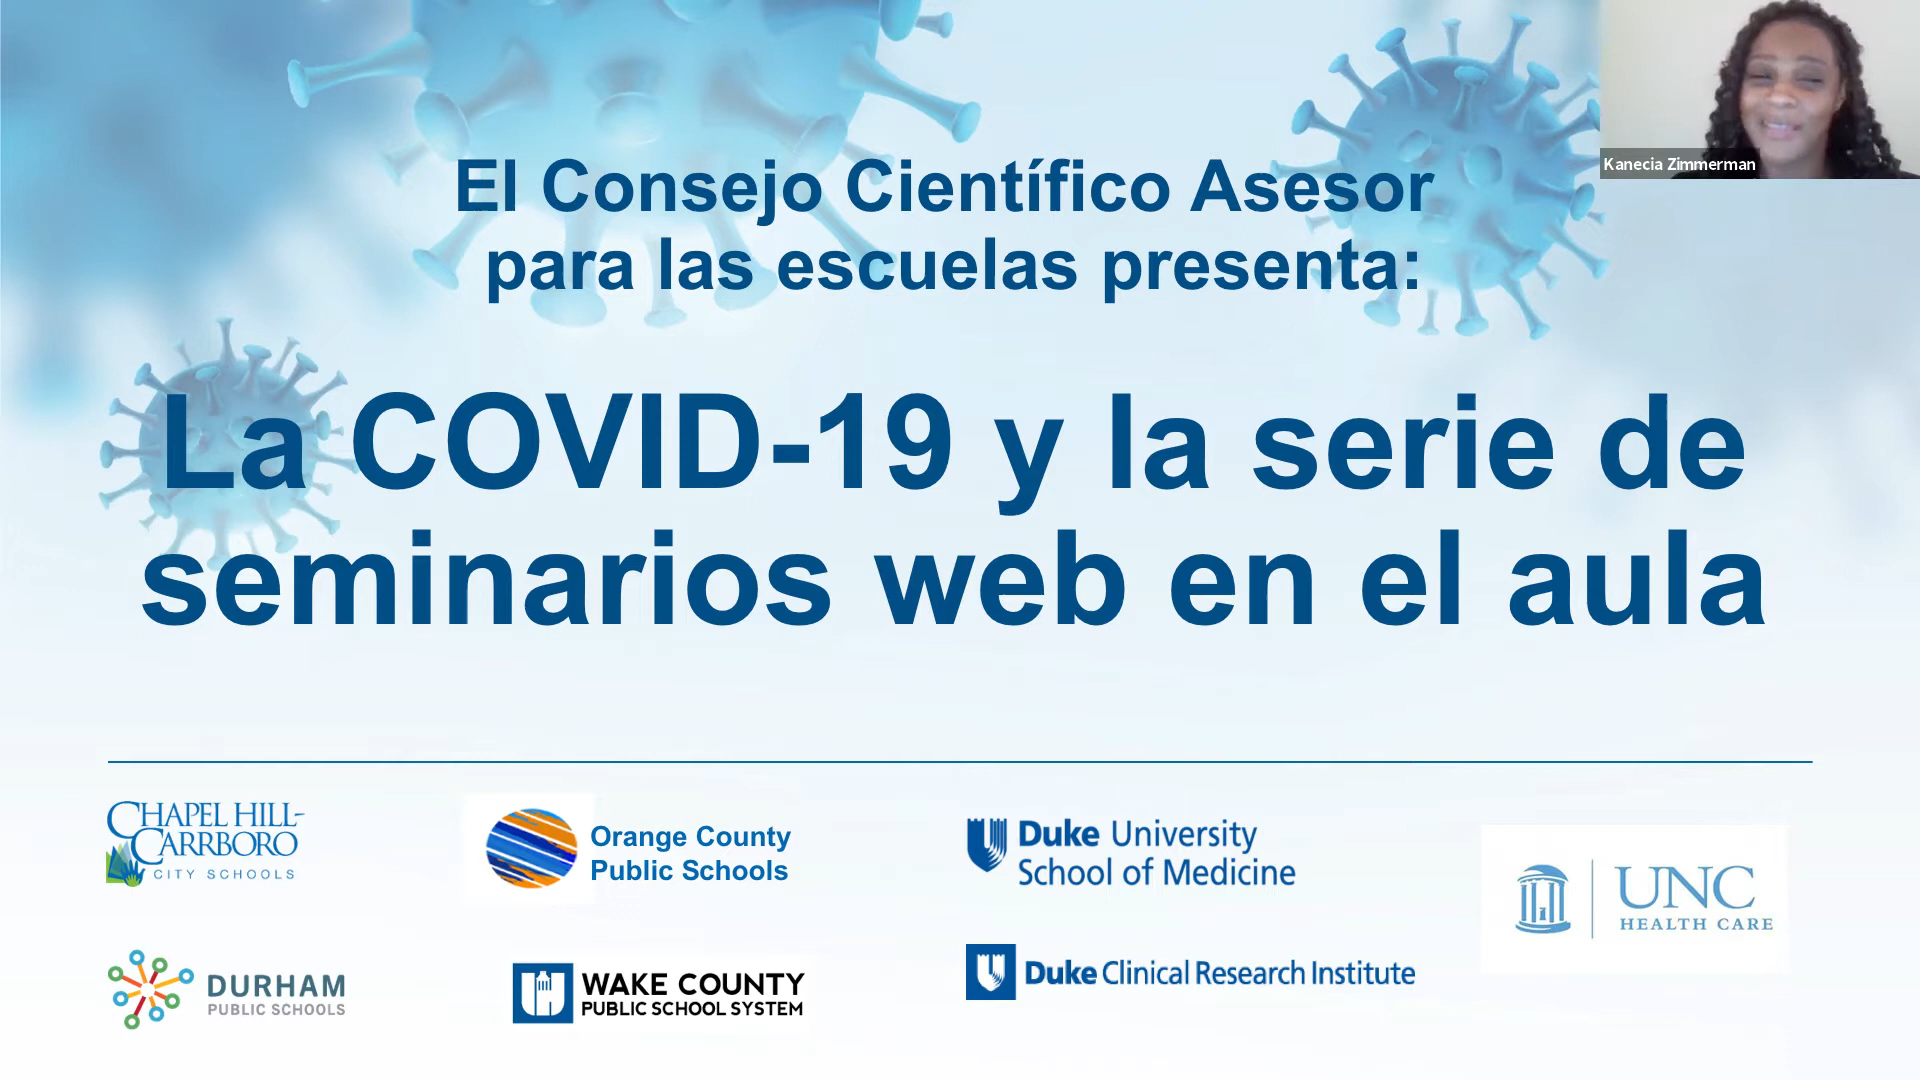 Kanecia Zimmerman
El Consejo Científico Asesor
para las escuelas presenta:
La COVID-19 y la serie de
seminarios web en el aula
CHAPEL HILL-
CARRBORO
CITY SCHOOLS
Orange County
Public Schools
Duke University
School of Medicine
UNC
HEALTH CARE
DURHAM
PUBLIC SCHOOLS
WAKE COUNTY
PUBLIC SCHOOL SYSTEM
Duke Clinical Research Institute